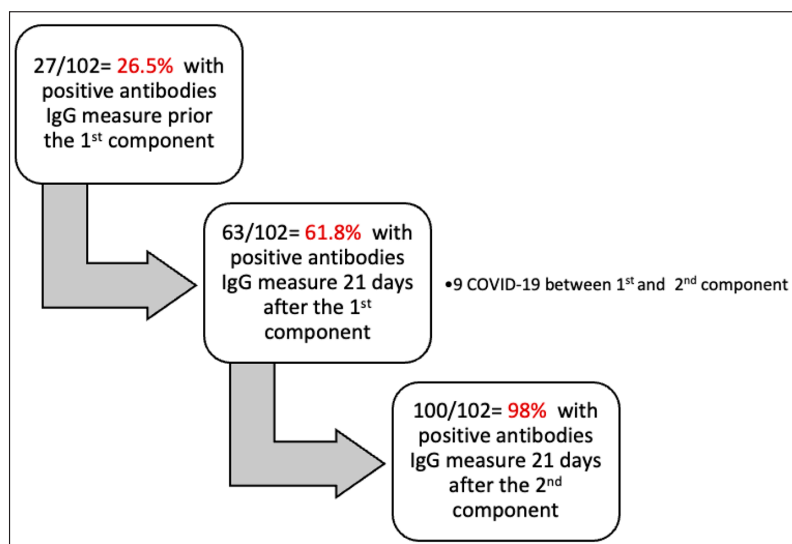 27/102= 26.5% with
positive antibodies
IgG measure prior
the 1st component
63/102= 61.8% with
positive antibodies
IgG measure 21 days
after the 1st
component
•9 COVID-19 between 1st and 2nd component
100/102= 98% with
positive antibodies
IgG measure 21 days
after the 2nd
component